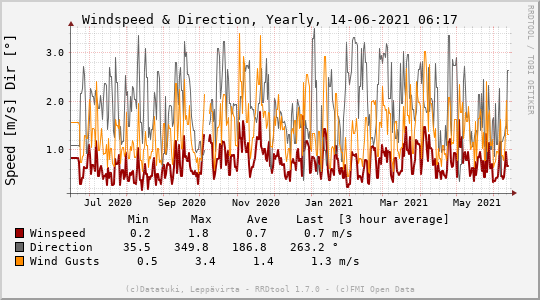 Windspeed & Direction, Yearly, 14-06-2021 06:17
RRDTOOL / TOBI OETIKER
Speed [m/s] Dir [°]
3.0
2.0
1.0
Jul 2020 Sep 2020 Nov 2020 Jan 2021 Mar 2021 May 2021
Min Max Ave Last [3 hour average]
Winspeed 0.2 1.8 0.7 0.7 m/s
Direction 35.5 349.8 186.8 263.2 °
Wind Gusts 0.5 3.4 1.4 1.3 m/s
(c)Datatuki, Leppävirta - RRDtool 1.7.0 - (c)FMI Open Data